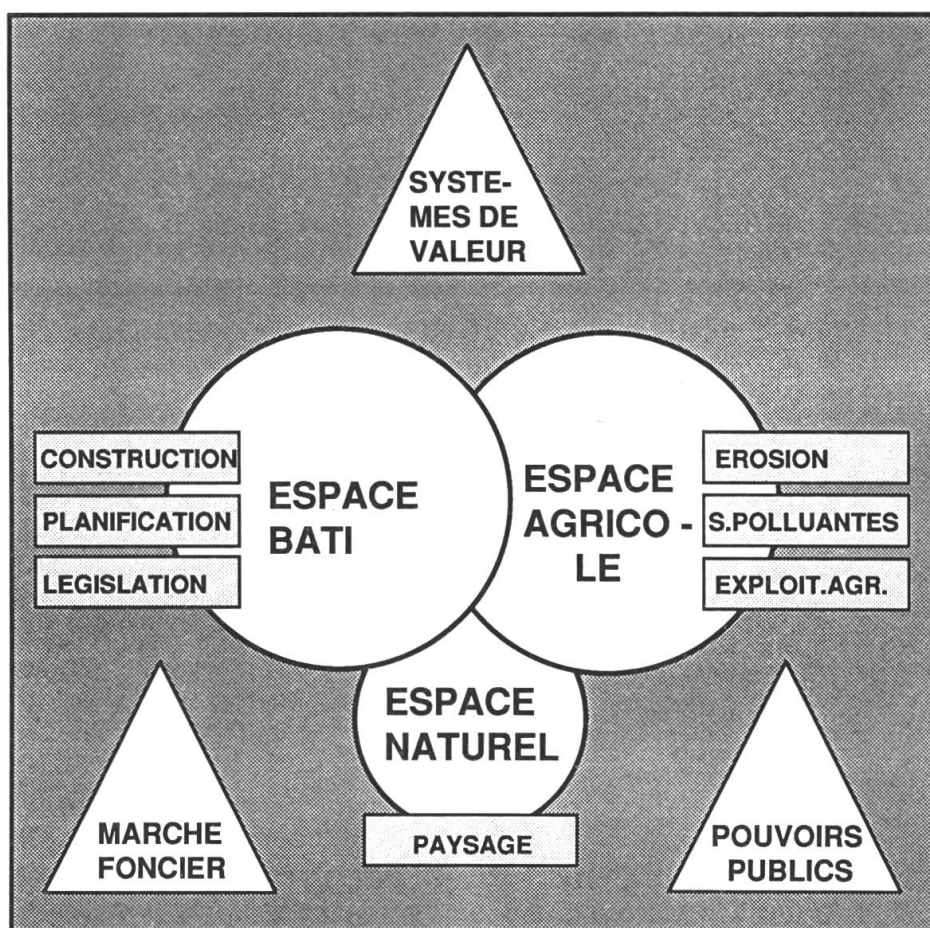 SYSTE-
MES DE
VALEUR
CONSTRUCTION
PLANIFICATION
LEGISLATION
ESPACE
BATI
ESPACE
AGRICO -
LE
EROSION
S.POLLUANTES
EXPLOIT.AGR.
ESPACE
NATUREL
PAYSAGE
MARCHE
FONCIER
POUVOIRS
PUBLICS